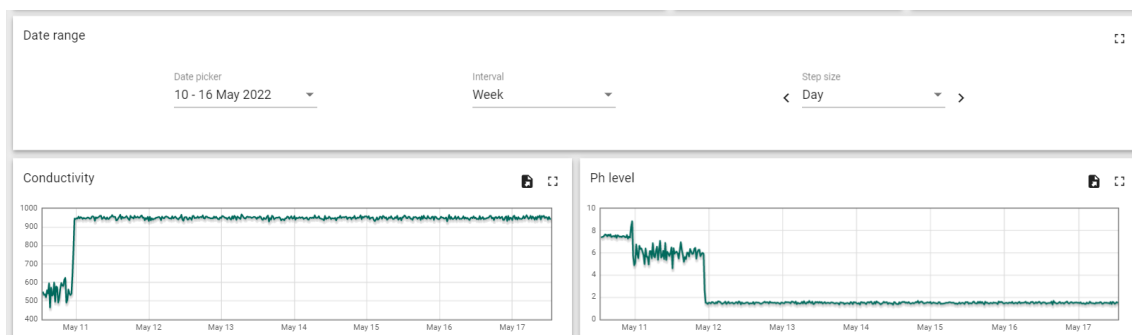 Date range
Date picker Interval Step size
10 - 16 May 2022 Week Day
Conductivity
1000
900
800
700
600
500
400
May 11 May 12 May 13 May 14 May 15 May 16 May 17
Ph level
10
8
6
4
2
0
May 11 May 12 May 13 May 14 May 15 May 16 May 17